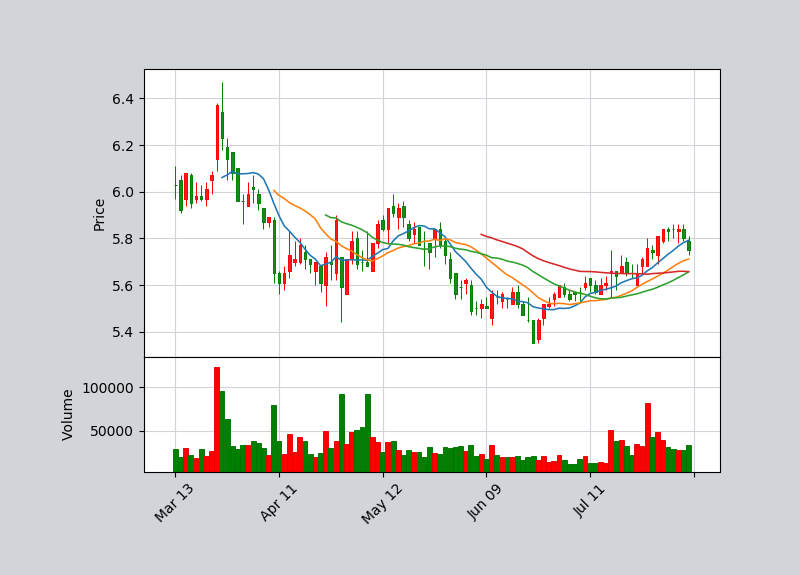 6.4
6.2
6.0
5.8
5.6
5.4
Price
100000
50000
Volume
Mar 13
Apr 11
May 12
Jun 09
Jul 11